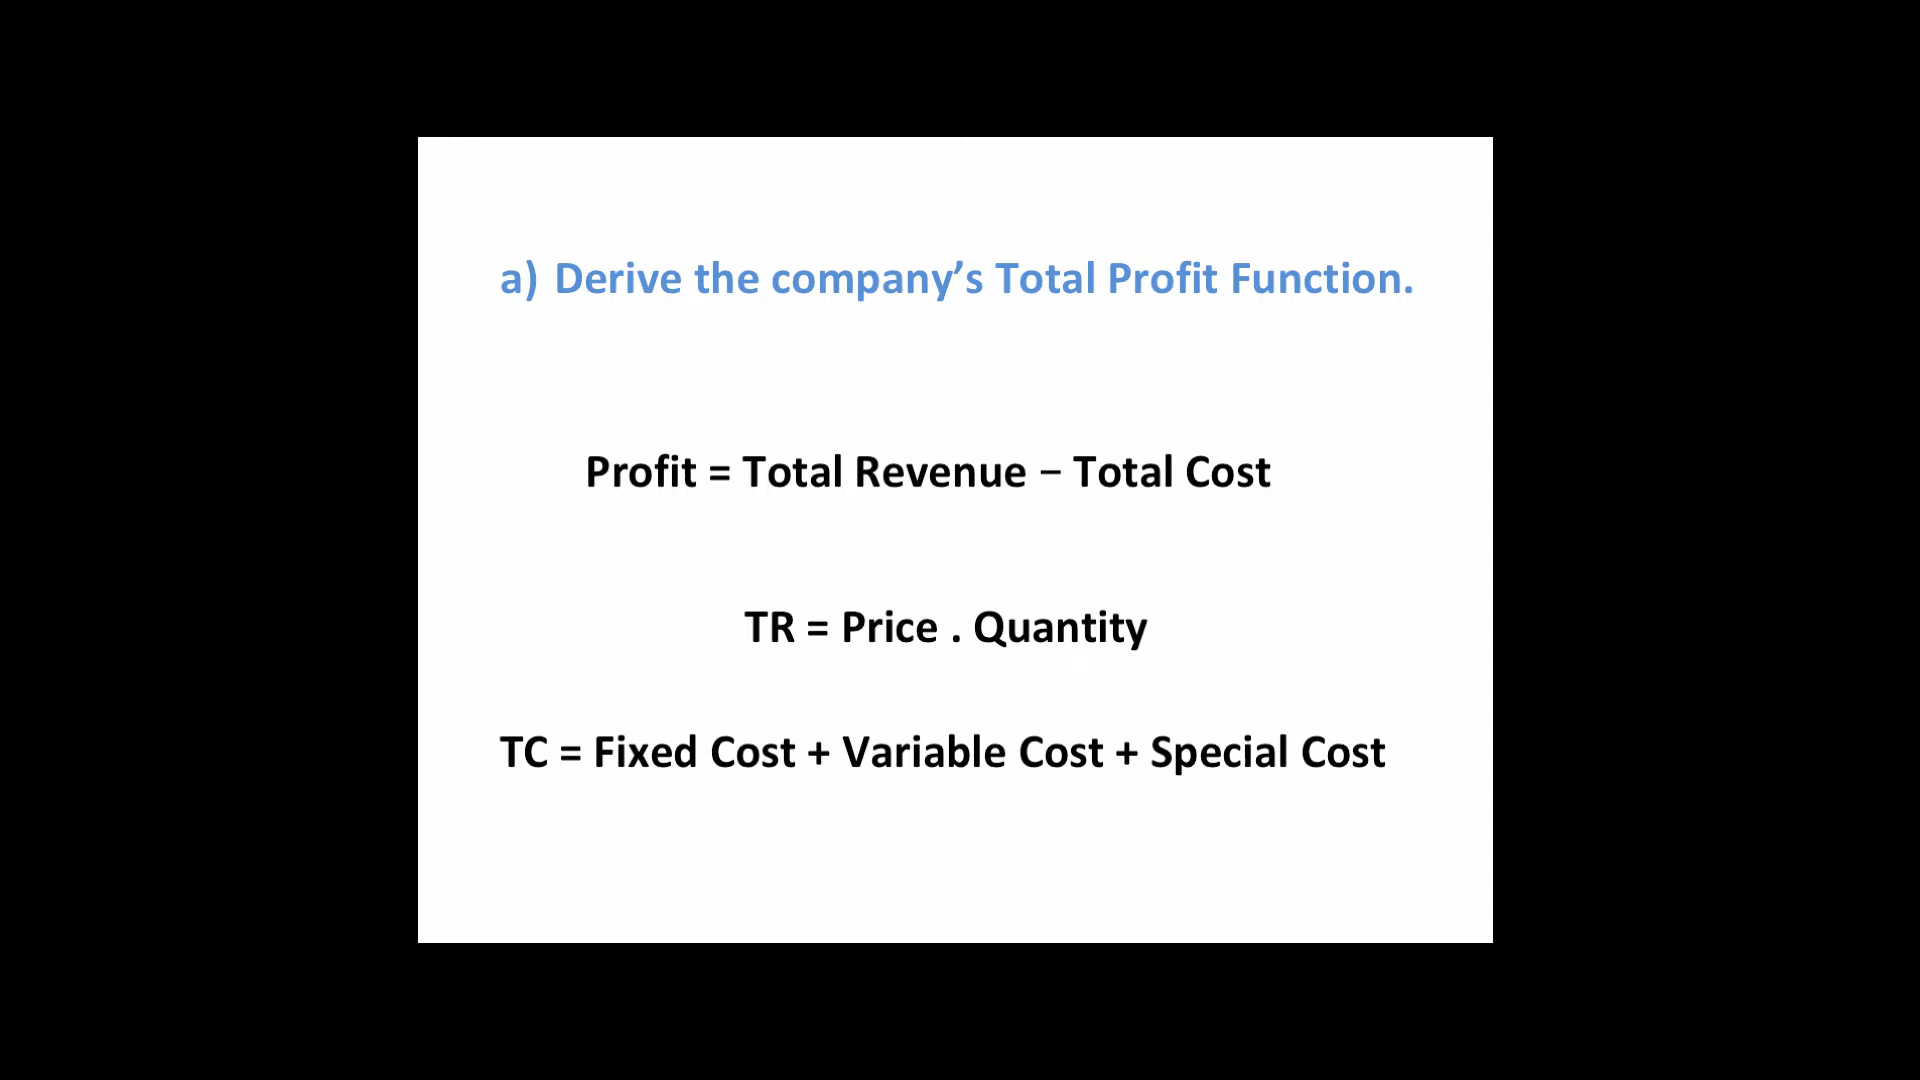 a) Derive the company’s Total Profit Function.
Profit = Total Revenue – Total Cost
TR = Price . Quantity
TC = Fixed Cost + Variable Cost + Special Cost